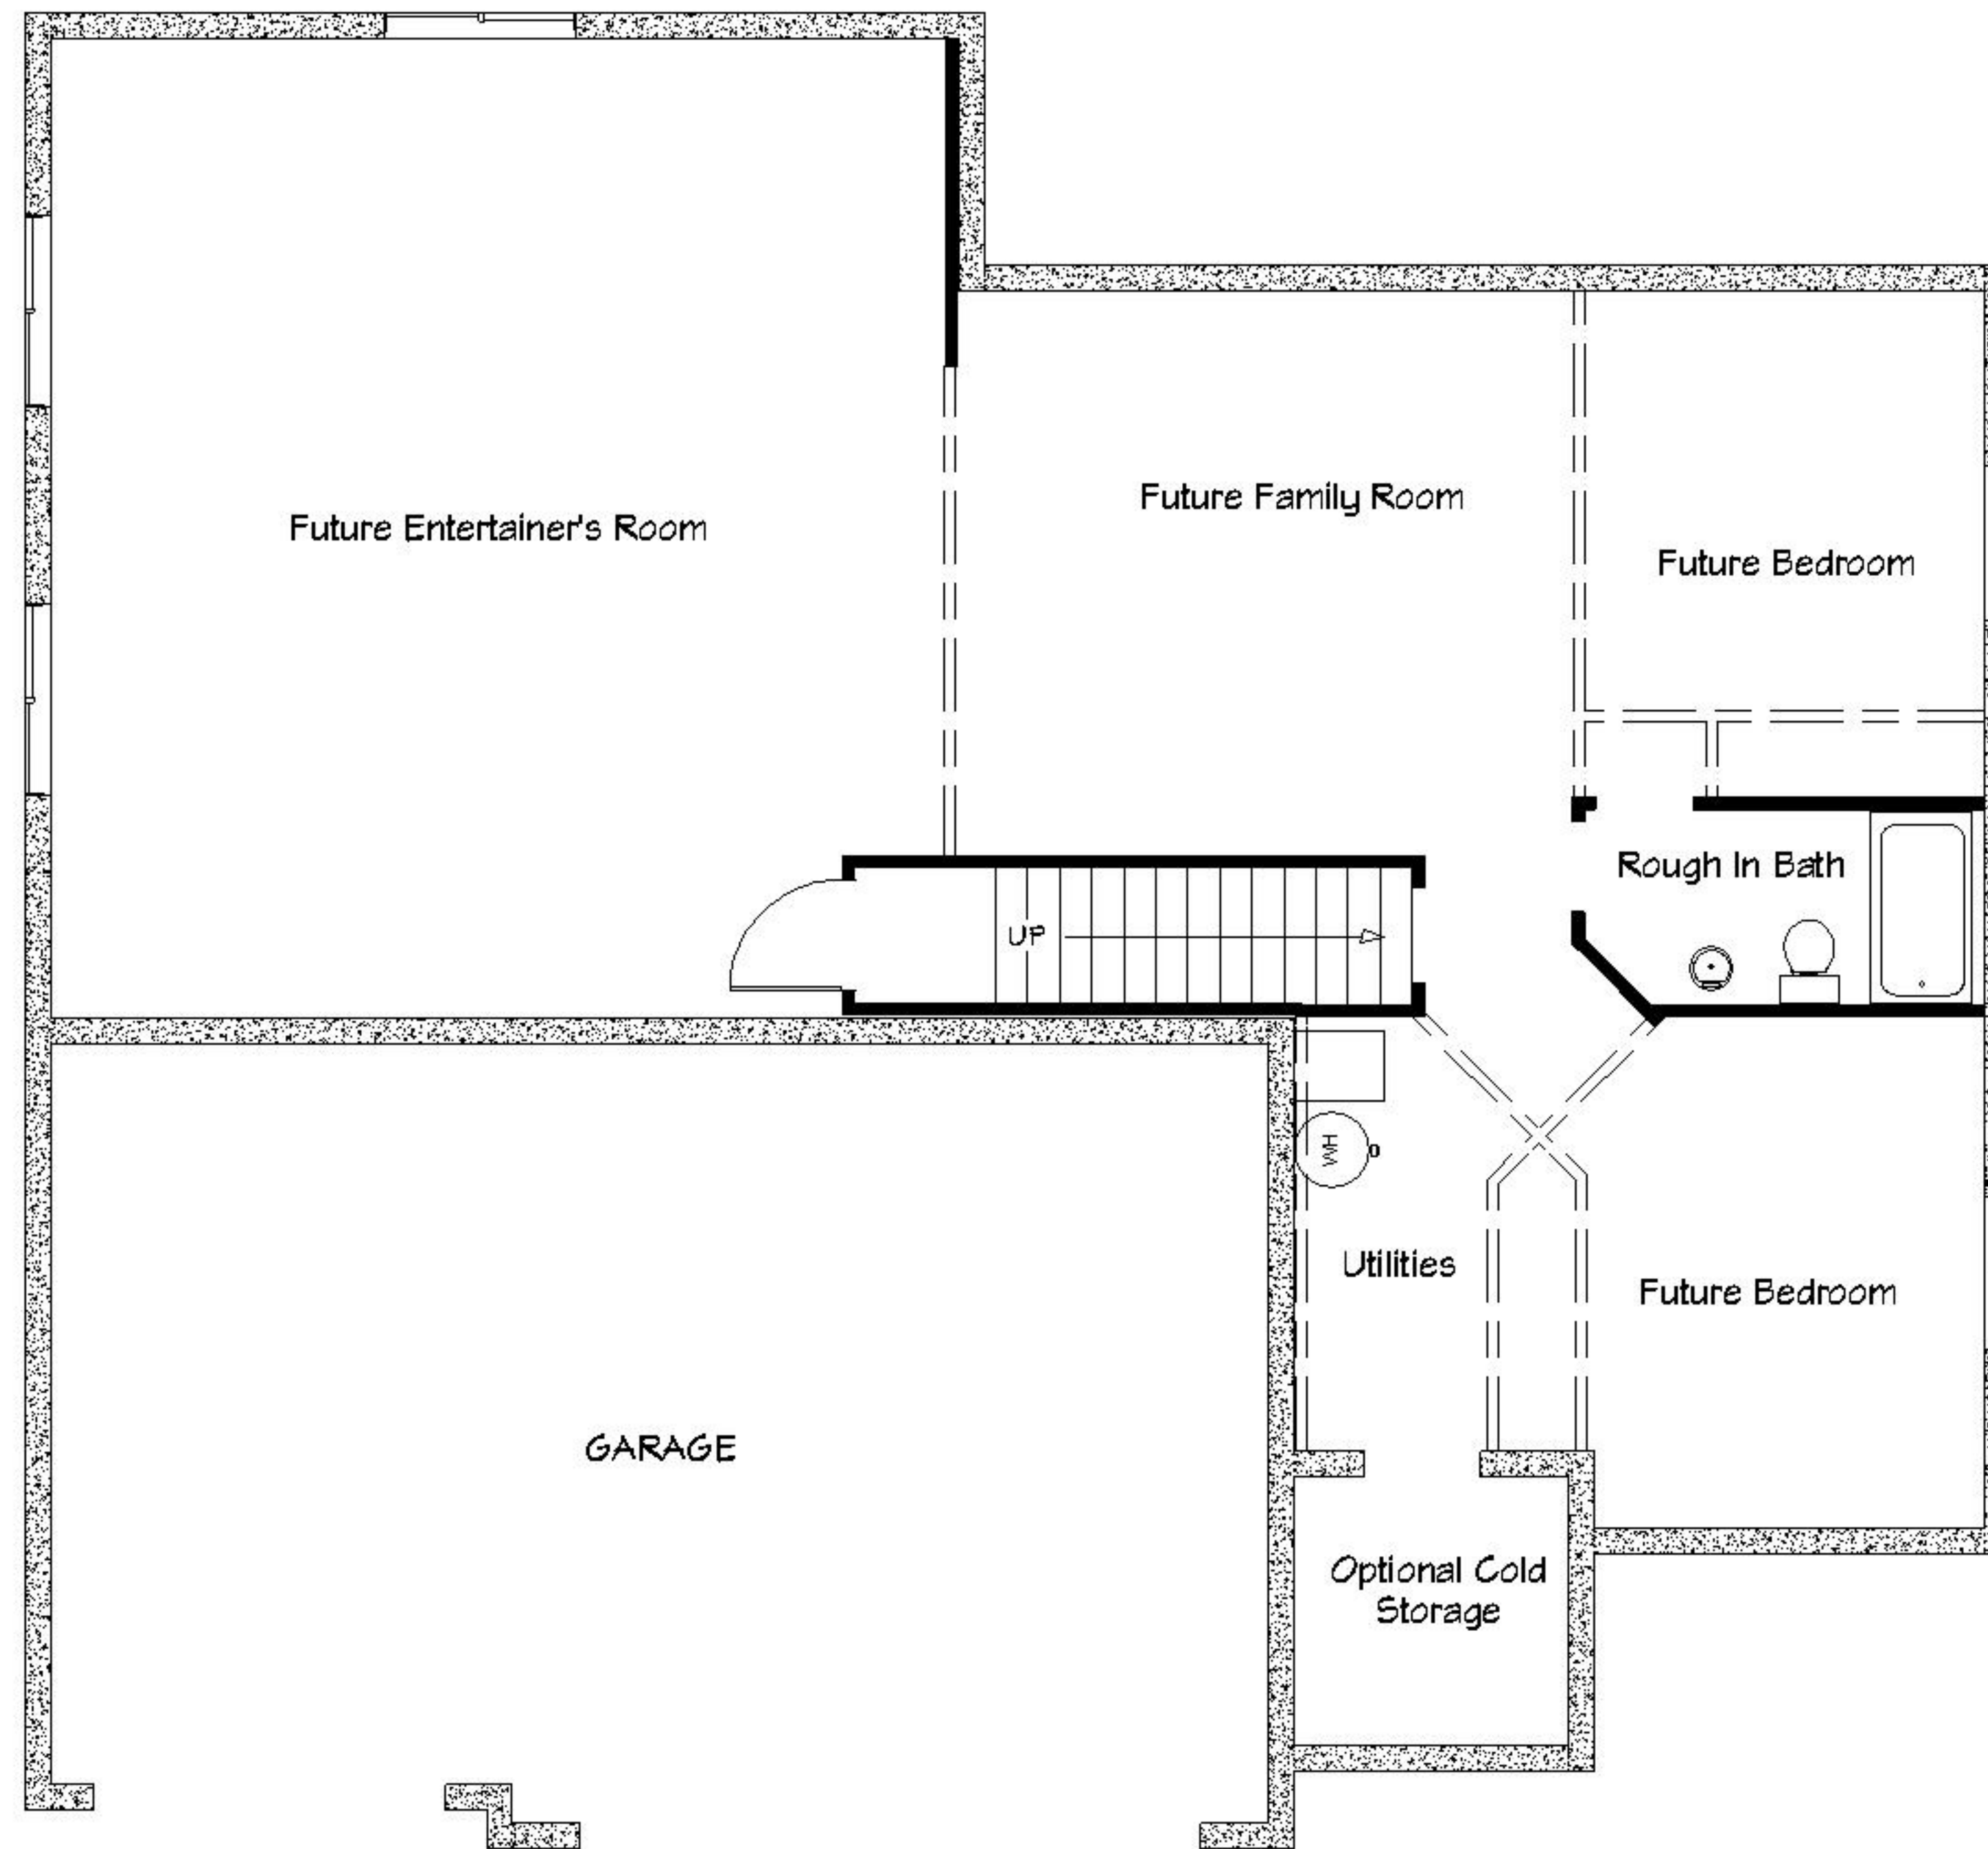 Future Family Room
Future Entertainer's Room
Future Bedroom
Rough In Bath
UP
WH
Utilities
Future Bedroom
GARAGE
Optional Cold
Storage